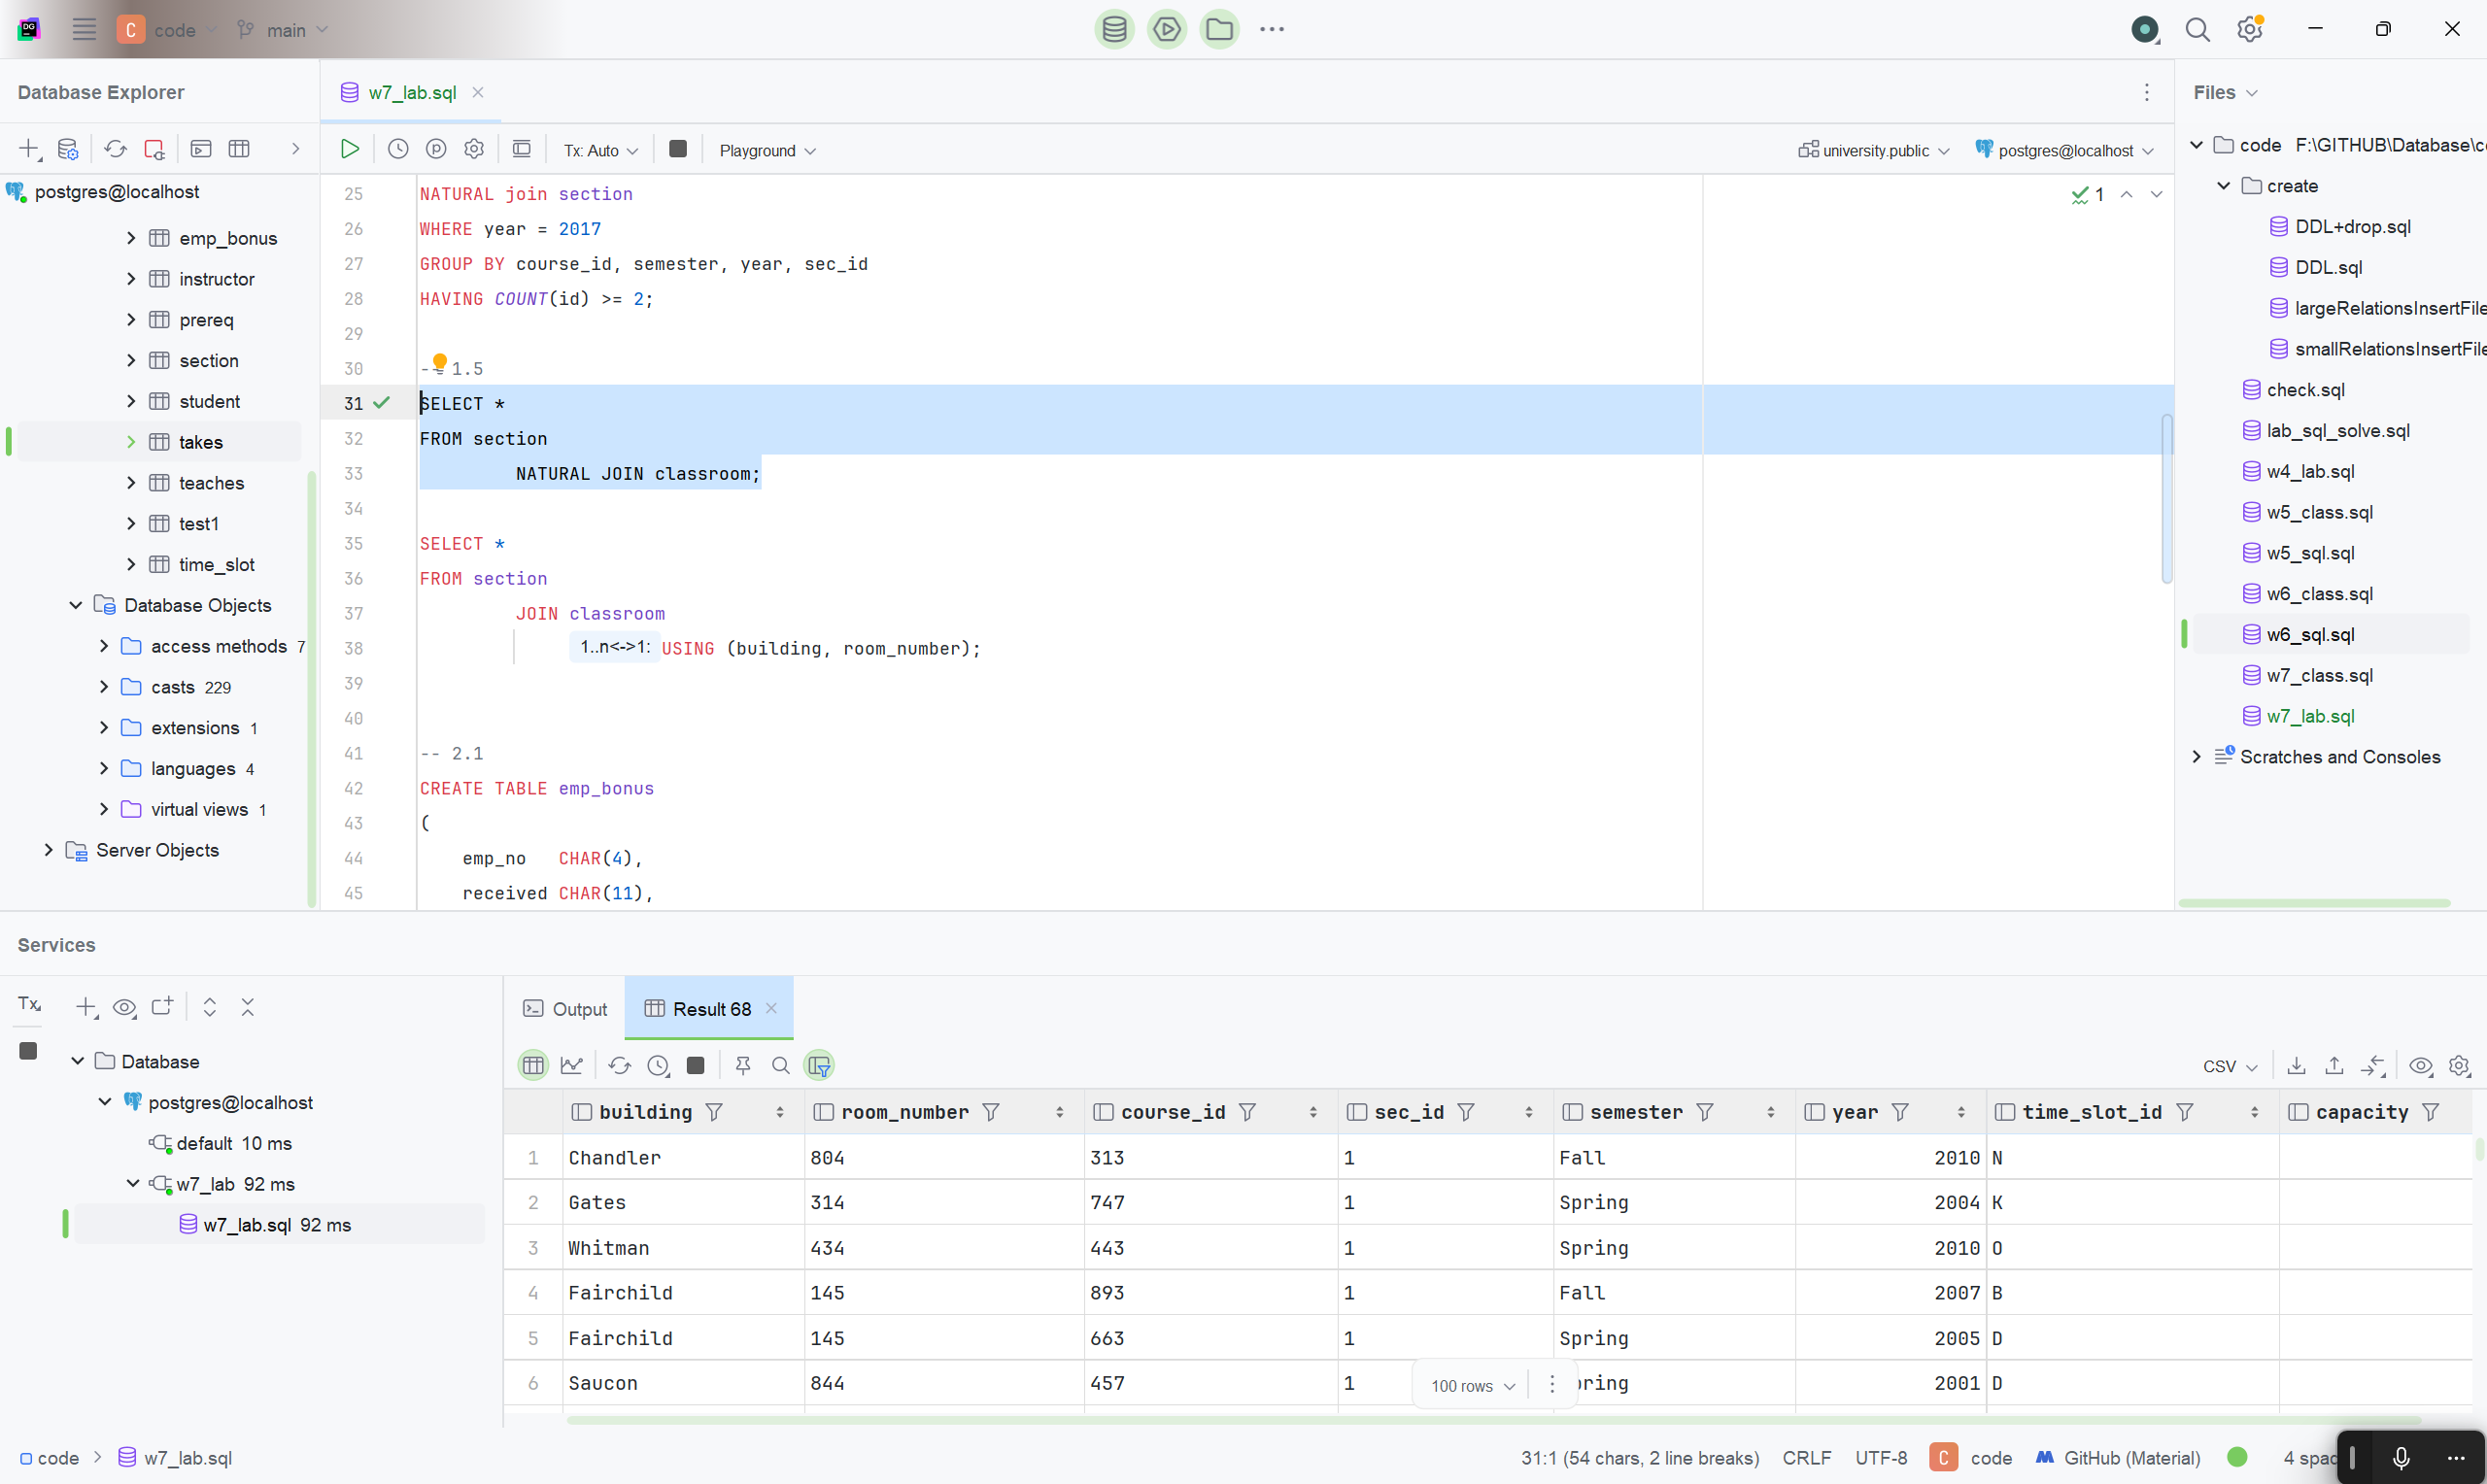 DG
C code
main
Database Explorer
w7_lab.sql
Files
Tx: Auto
Playground
university.public
postgres@localhost
postgres@localhost
emp_bonus
instructor
prereq
section
student
takes
teaches
test1
time_slot
Database Objects
access methods 7
casts 229
extensions 1
languages 4
virtual views 1
Server Objects
25 NATURAL join section
26 WHERE year = 2017
27 GROUP BY course_id, semester, year, sec_id
28 HAVING COUNT(id) >= 2;
29
30 -- 1.5
31 SELECT *
32 FROM section
33 NATURAL JOIN classroom;
34
35 SELECT *
36 FROM section
37 JOIN classroom
38 1..n<->1: USING (building, room_number);
39
40
41 -- 2.1
42 CREATE TABLE emp_bonus
43 (
44 emp_no CHAR(4),
45 received CHAR(11),
1
code F:\GITHUB\Database\c
create
DDL+drop.sql
DDL.sql
largeRelationsInsertFile
smallRelationsInsertFile
check.sql
lab_sql_solve.sql
w4_lab.sql
w5_class.sql
w5_sql.sql
w6_class.sql
w6_sql.sql
w7_class.sql
w7_lab.sql
Scratches and Consoles
Services
Tx
Database
postgres@localhost
default 10 ms
w7_lab 92 ms
w7_lab.sql 92 ms
Output
Result 68
CSV
building room_number course_id sec_id semester year time_slot_id capacity
1 Chandler 804 313 1 Fall 2010 N
2 Gates 314 747 1 Spring 2004 K
3 Whitman 434 443 1 Spring 2010 O
4 Fairchild 145 893 1 Fall 2007 B
5 Fairchild 145 663 1 Spring 2005 D
6 Saucon 844 457 1 pring 2001 D
100 rows
code
w7_lab.sql
31:1 (54 chars, 2 line breaks)
CRLF
UTF-8
C code
GitHub (Material)
4 spa